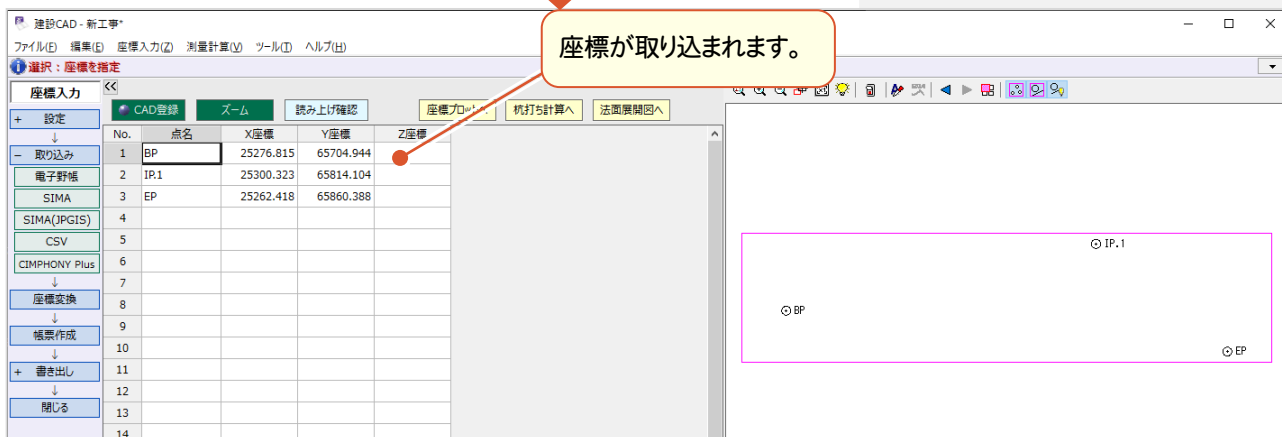 建設CAD - 新工事*
ファイル(F) 編集(E) 座標入力(Z) 測量計算(V) ツール(T) ヘルプ(H)
座標が取り込まれます。
選択：座標を指定
座標入力
CAD登録 ズーム 読み上げ確認 杭打ち計算へ 法面展開図へ
+ 設定
↓
− 取り込み
電子野帳
SIMA
SIMA(JPGIS)
CSV
CIMPHONY Plus
↓
座標変換
↓
帳票作成
↓
+ 書き出し
↓
閉じる
No. 点名 X座標 Y座標 Z座標
1 BP 25276.815 65704.944
2 IP.1 25300.323 65814.104
3 EP 25262.418 65860.388
4
5
6
7
8
9
10
11
12
13
14
IP.1
BP
EP